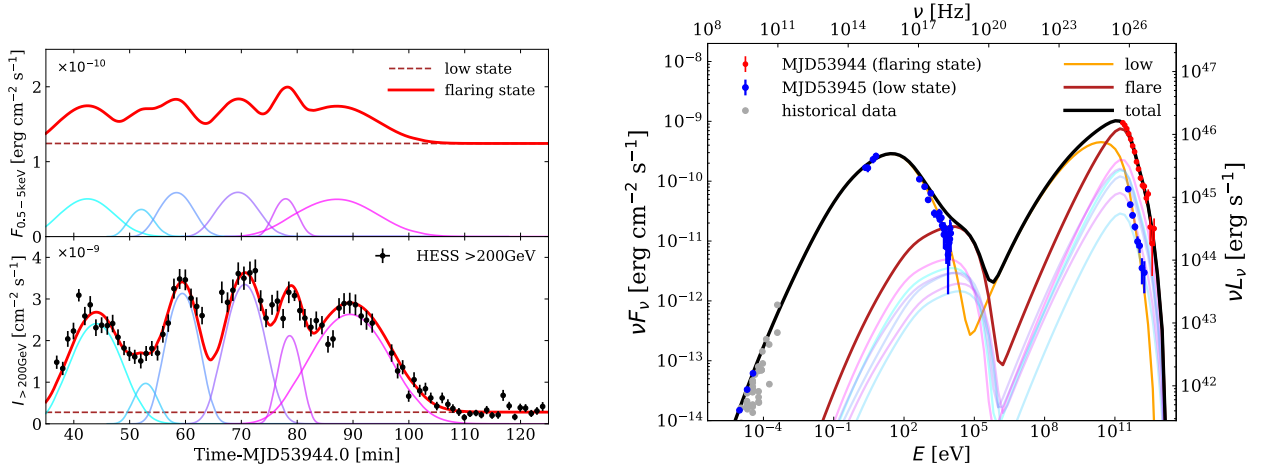 ×10⁻¹⁰
low state
flaring state
F₀.₅₋₅ₖₑᵥ [erg cm⁻² s⁻¹]
2
1
0
×10⁻⁹
HESS >200GeV
I>200GeV [cm⁻² s⁻¹]
4
3
2
1
0
40 50 60 70 80 90 100 110 120
Time-MJD53944.0 [min]
ν [Hz]
10⁸ 10¹¹ 10¹⁴ 10¹⁷ 10²⁰ 10²³ 10²⁶
MJD53944 (flaring state)
MJD53945 (low state)
historical data
low
flare
total
νFν [erg cm⁻² s⁻¹]
10⁻⁸
10⁻⁹
10⁻¹⁰
10⁻¹¹
10⁻¹²
10⁻¹³
10⁻¹⁴
νLν [erg s⁻¹]
10⁴⁷
10⁴⁶
10⁴⁵
10⁴⁴
10⁴³
10⁴²
10⁻⁴ 10⁻¹ 10² 10⁵ 10⁸ 10¹¹
E [eV]